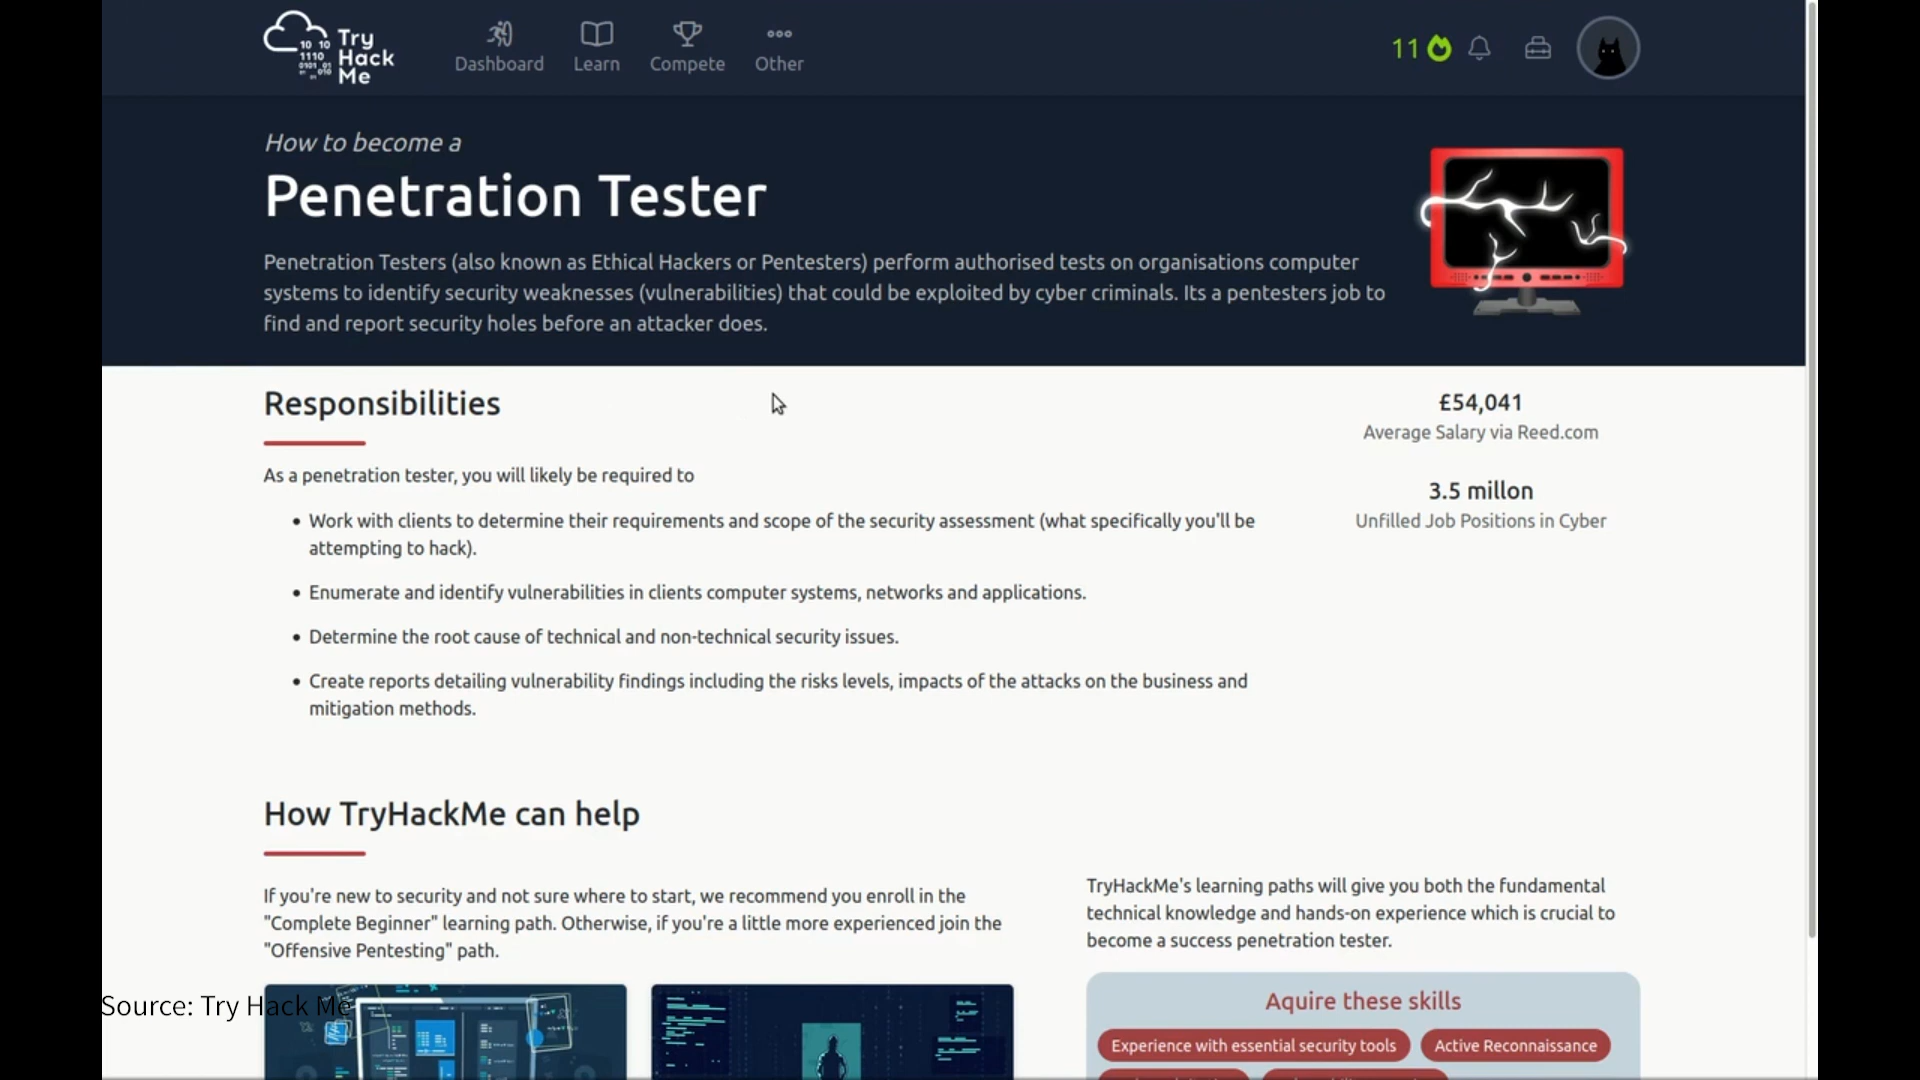 Try
Hack
Me
10 10
1110
0101 01
010
Dashboard
Learn
Compete
Other
11
How to become a
Penetration Tester
Penetration Testers (also known as Ethical Hackers or Pentesters) perform authorised tests on organisations computer
systems to identify security weaknesses (vulnerabilities) that could be exploited by cyber criminals. Its a pentesters job to
find and report security holes before an attacker does.
Responsibilities
As a penetration tester, you will likely be required to
• Work with clients to determine their requirements and scope of the security assessment (what specifically you'll be
attempting to hack).
• Enumerate and identify vulnerabilities in clients computer systems, networks and applications.
• Determine the root cause of technical and non-technical security issues.
• Create reports detailing vulnerability findings including the risks levels, impacts of the attacks on the business and
mitigation methods.
£54,041
Average Salary via Reed.com
3.5 millon
Unfilled Job Positions in Cyber
How TryHackMe can help
If you're new to security and not sure where to start, we recommend you enroll in the
"Complete Beginner" learning path. Otherwise, if you're a little more experienced join the
"Offensive Pentesting" path.
TryHackMe's learning paths will give you both the fundamental
technical knowledge and hands-on experience which is crucial to
become a success penetration tester.
Aquire these skills
Experience with essential security tools
Active Reconnaissance
Source: Try Hack Me